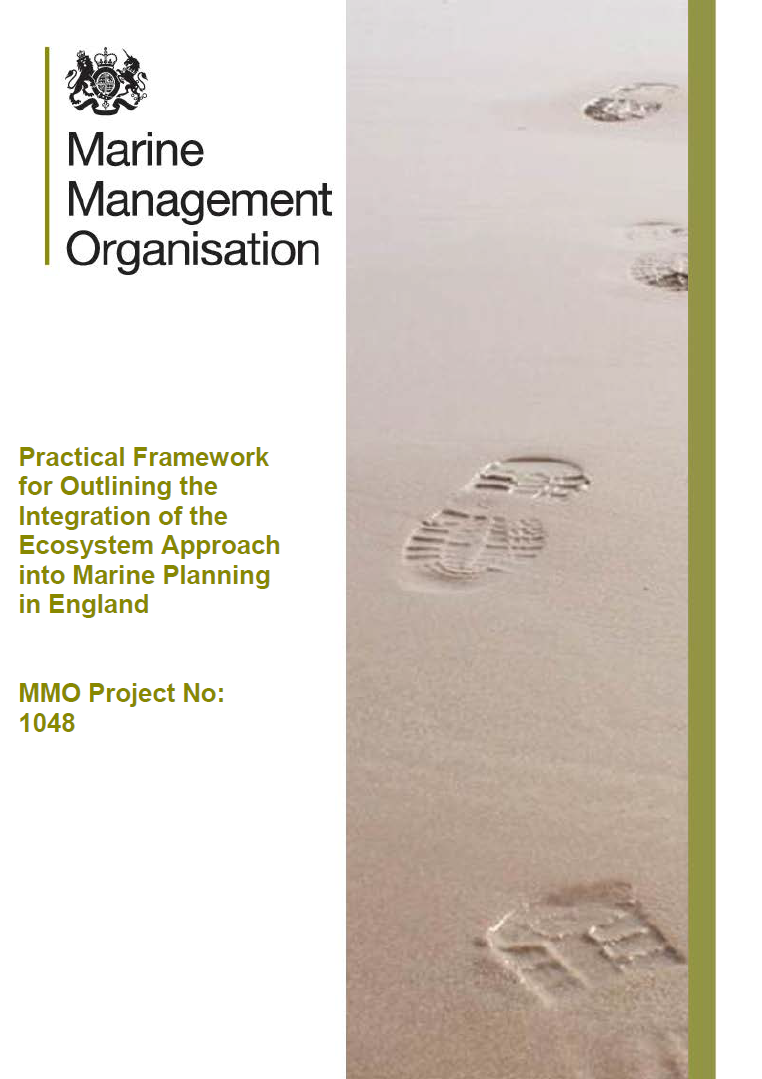 Marine
Management
Organisation
Practical Framework
for Outlining the
Integration of the
Ecosystem Approach
into Marine Planning
in England
MMO Project No:
1048